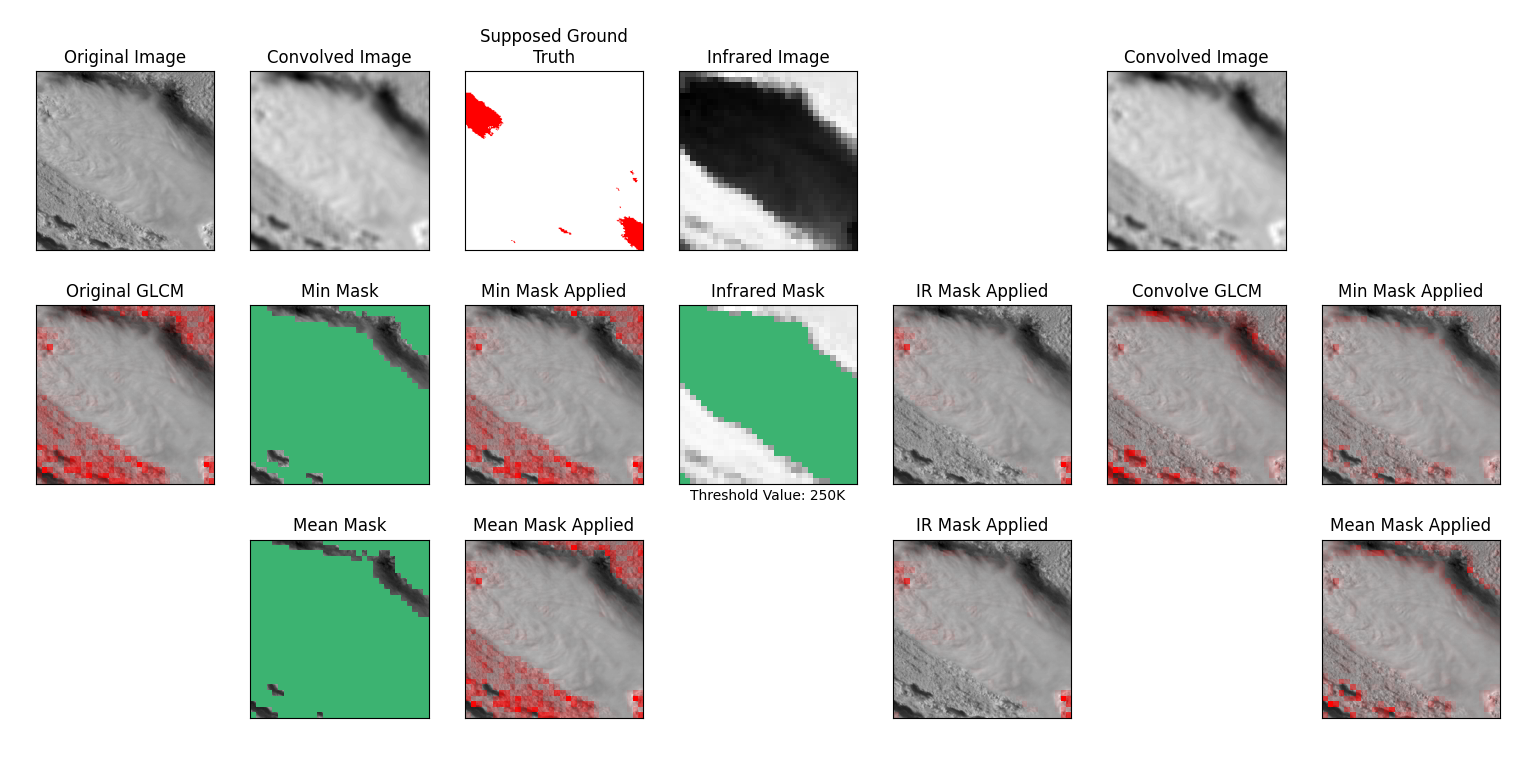 Original Image
Convolved Image
Supposed Ground
Truth
Infrared Image
Convolved Image
Original GLCM
Min Mask
Min Mask Applied
Infrared Mask
IR Mask Applied
Convolve GLCM
Min Mask Applied
Threshold Value: 250K
Mean Mask
Mean Mask Applied
IR Mask Applied
Mean Mask Applied